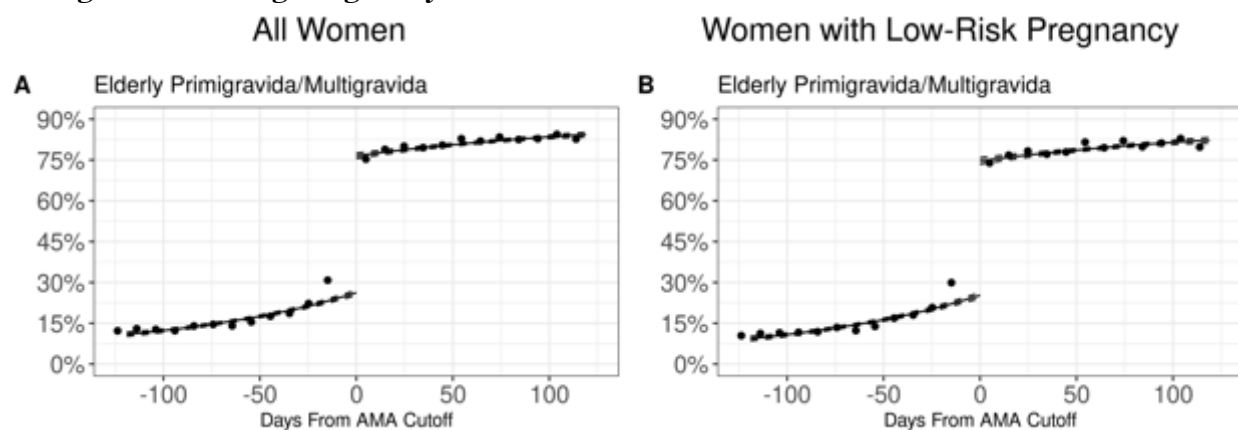 All Women
Women with Low-Risk Pregnancy
A Elderly Primigravida/Multigravida
90%
75%
60%
45%
30%
15%
0%
-100 -50 0 50 100
Days From AMA Cutoff
B Elderly Primigravida/Multigravida
90%
75%
60%
45%
30%
15%
0%
-100 -50 0 50 100
Days From AMA Cutoff